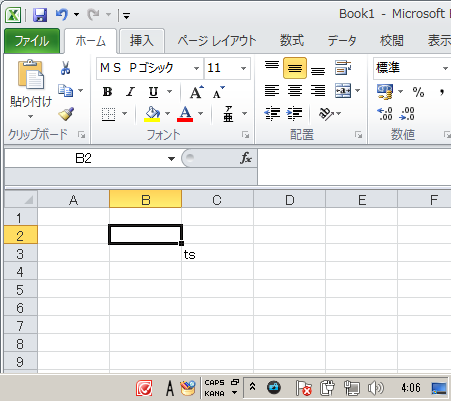 Book1 - Microsoft
ファイル ホーム 挿入 ページ レイアウト 数式 データ 校閲 表示
ＭＳ Ｐゴシック 11 標準
貼り付け B I U A A % ,
A 亜
クリップボード フォント 配置 数値
B2 fx
A B C D E F
1
2
3 ts
4
5
6
7
8
9
A CAPS KANA 4:06